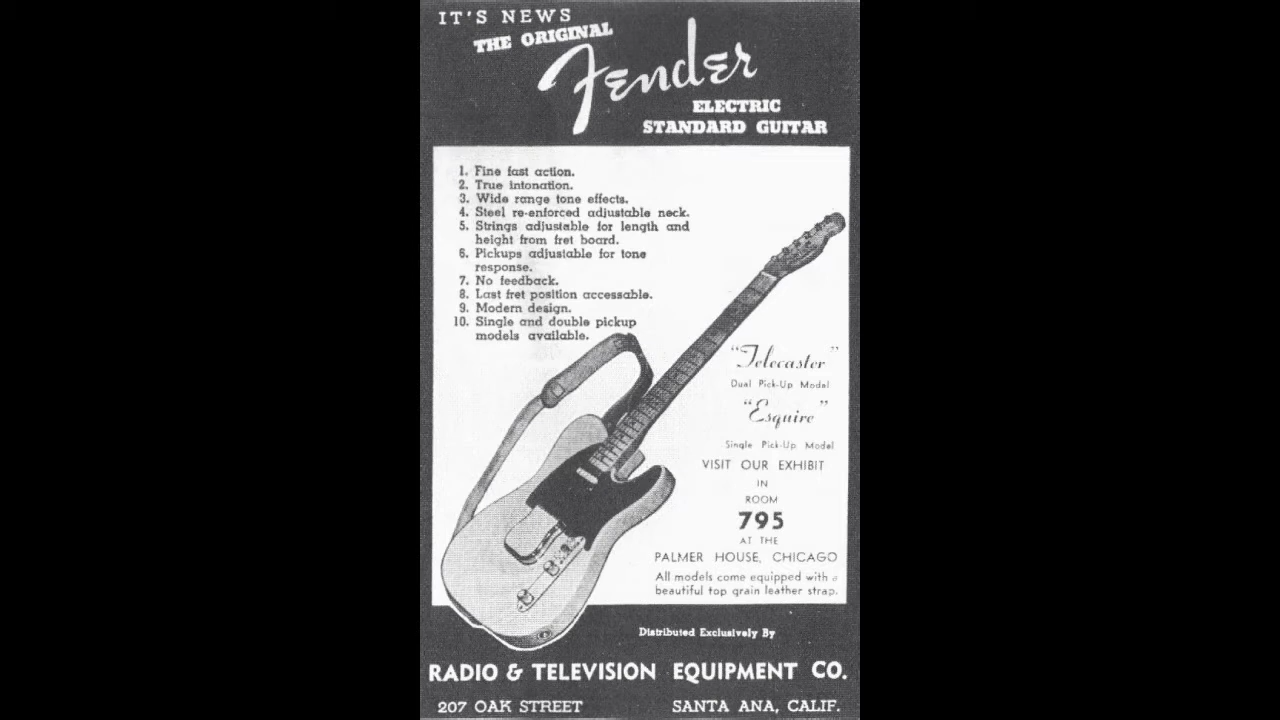 IT'S NEWS
THE ORIGINAL
Fender
ELECTRIC
STANDARD GUITAR
1. Fine fast action.
2. True intonation.
3. Wide range tone effects.
4. Steel re-enforced adjustable neck.
5. Strings adjustable for length and
height from fret board.
6. Pickups adjustable for tone
response.
7. No feedback.
8. Last fret position accessable.
9. Modern design.
10. Single and double pickup
models available.
"Telecaster"
Dual Pick-Up Model
"Esquire"
Single Pick-Up Model
VISIT OUR EXHIBIT
IN
ROOM
795
AT THE
PALMER HOUSE, CHICAGO
All models come equipped with a
beautiful top grain leather strap.
Distributed Exclusively By
RADIO & TELEVISION EQUIPMENT CO.
207 OAK STREET SANTA ANA, CALIF.